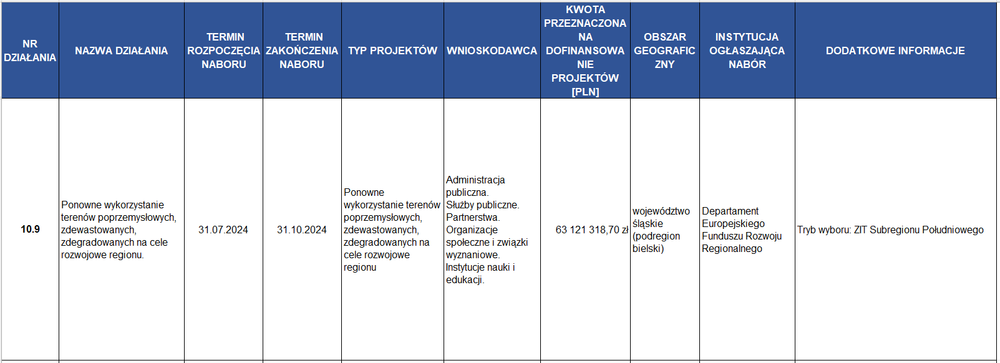 NR
DZIAŁANIA
NAZWA DZIAŁANIA
TERMIN
ROZPOCZĘCIA
NABORU
TERMIN
ZAKOŃCZENIA
NABORU
TYP PROJEKTÓW
WNIOSKODAWCA
KWOTA
PRZEZNACZONA
NA
DOFINANSOWA
NIE
PROJEKTÓW
[PLN]
OBSZAR
GEOGRAFIC
ZNY
INSTYTUCJA
OGŁASZAJĄCA
NABÓR
DODATKOWE INFORMACJE
10.9
Ponowne wykorzystanie
terenów poprzemysłowych,
zdewastowanych,
zdegradowanych na cele
rozwojowe regionu.
31.07.2024
31.10.2024
Ponowne
wykorzystanie terenów
poprzemysłowych,
zdewastowanych,
zdegradowanych na
cele rozwojowe
regionu
Administracja
publiczna.
Służby publiczne.
Partnerstwa.
Organizacje
społeczne i związki
wyznaniowe.
Instytucje nauki i
edukacji.
63 121 318,70 zł
województwo
śląskie
(podregion
bielski)
Departament
Europejskiego
Funduszu Rozwoju
Regionalnego
Tryb wyboru: ZIT Subregionu Południowego